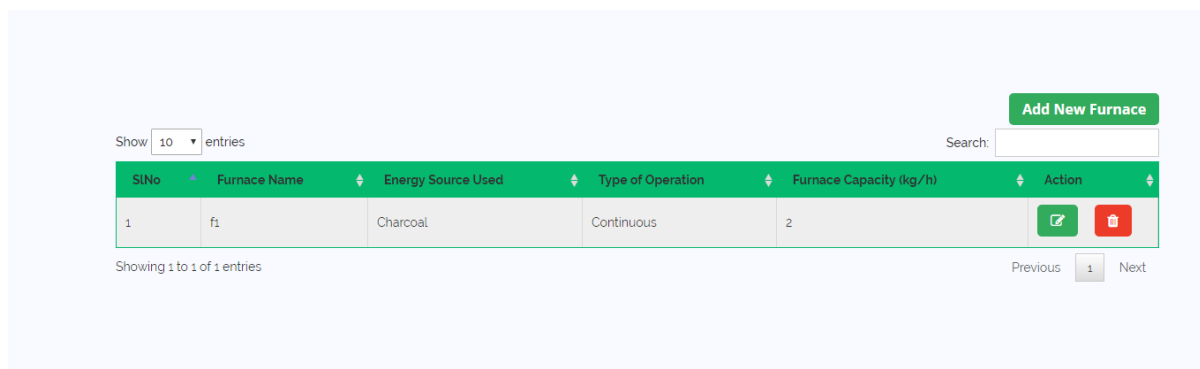 Add New Furnace
Show 10 entries Search:
SlNo Furnace Name Energy Source Used Type of Operation Furnace Capacity (kg/h) Action
1 f1 Charcoal Continuous 2
Showing 1 to 1 of 1 entries Previous 1 Next